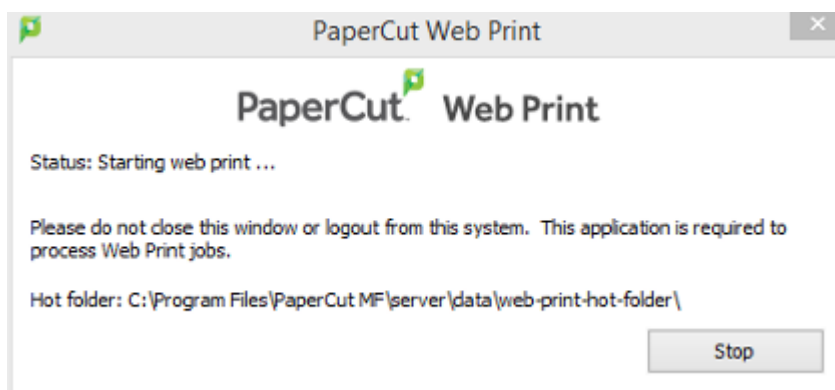 PaperCut Web Print
PaperCut Web Print
Status: Starting web print ...
Please do not close this window or logout from this system. This application is required to
process Web Print jobs.
Hot folder: C:\Program Files\PaperCut MF\server\data\web-print-hot-folder\
Stop